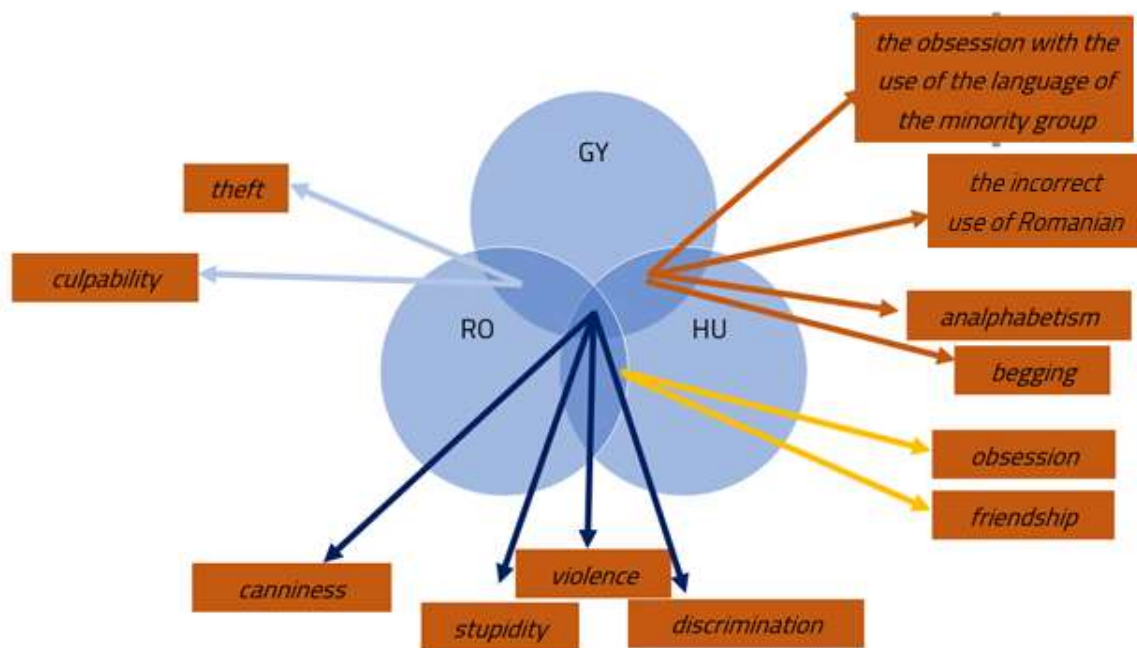 the obsession with the
use of the language of
the minority group
GY
theft
the incorrect
use of Romanian
culpability
RO
HU
analphabetism
begging
obsession
friendship
canniness
violence
stupidity
discrimination